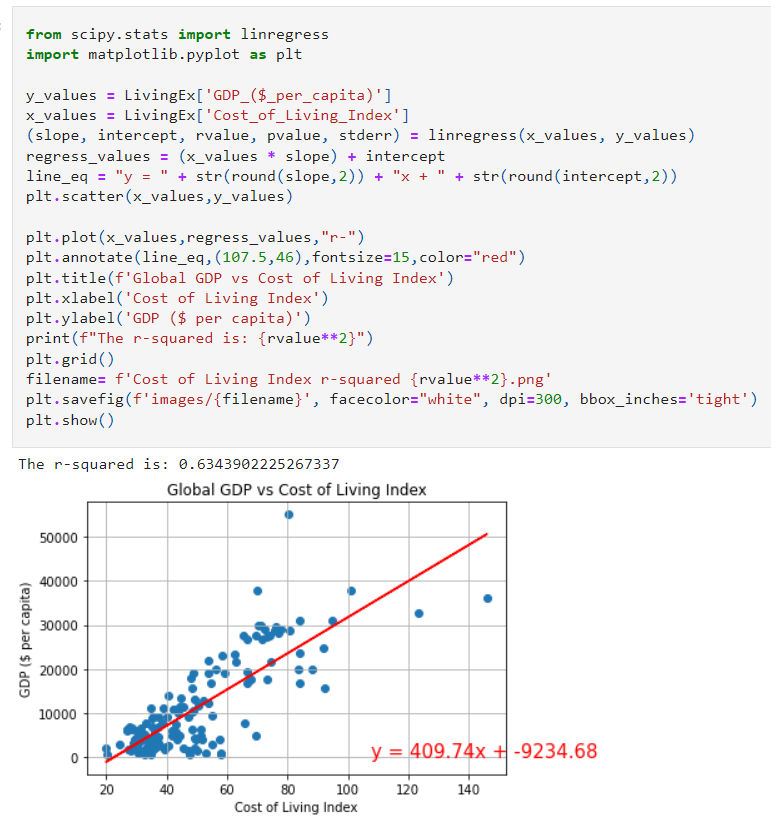 from scipy.stats import linregress
import matplotlib.pyplot as plt
y_values = LivingEx['GDP_($_per_capita)']
x_values = LivingEx['Cost_of_Living_Index']
(slope, intercept, rvalue, pvalue, stderr) = linregress(x_values, y_values)
regress_values = (x_values * slope) + intercept
line_eq = "y = " + str(round(slope,2)) + "x + " + str(round(intercept,2))
plt.scatter(x_values,y_values)
plt.plot(x_values,regress_values,"r-")
plt.annotate(line_eq,(107.5,46),fontsize=15,color="red")
plt.title(f'Global GDP vs Cost of Living Index')
plt.xlabel('Cost of Living Index')
plt.ylabel('GDP ($ per capita)')
print(f"The r-squared is: {rvalue**2}")
plt.grid()
filename= f'Cost of Living Index r-squared {rvalue**2}.png'
plt.savefig(f'images/{filename}', facecolor="white", dpi=300, bbox_inches='tight')
plt.show()
The r-squared is: 0.6343902225267337
Global GDP vs Cost of Living Index
GDP ($ per capita)
50000
40000
30000
20000
10000
0
y = 409.74x + -9234.68
20 40 60 80 100 120 140
Cost of Living Index